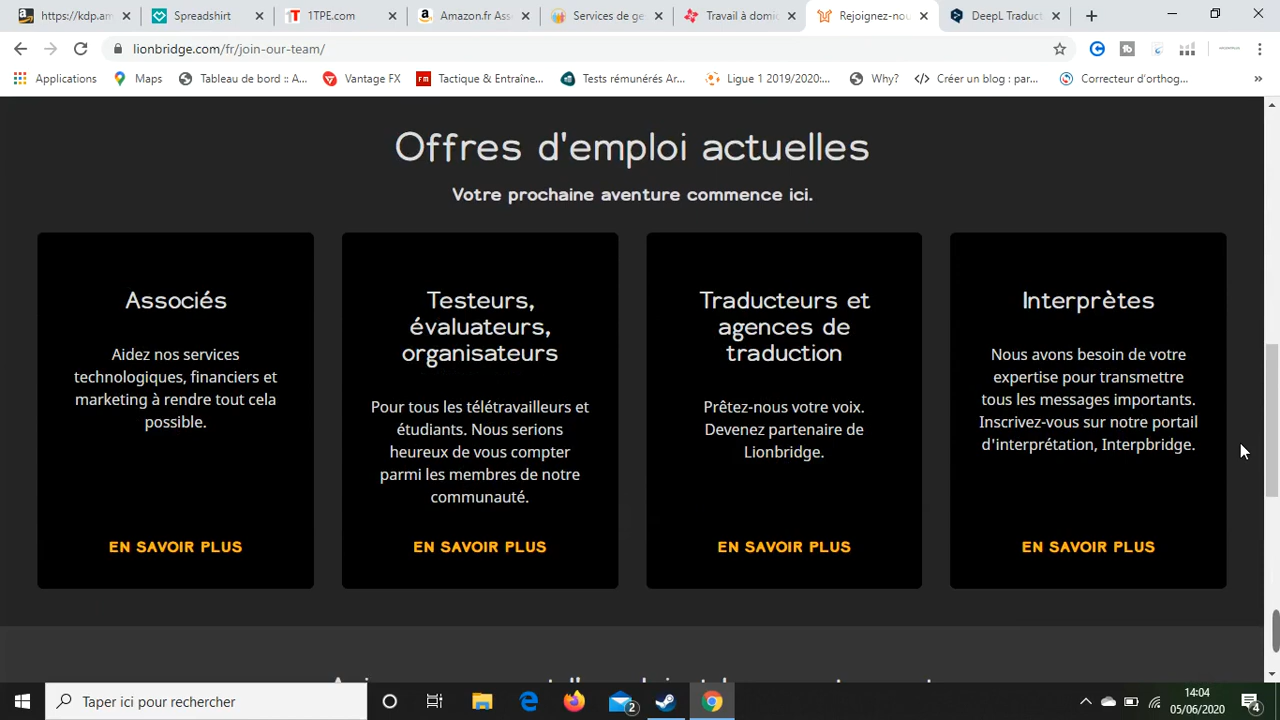 https://kdp.am
Spreadshirt
1TPE.com
Amazon.fr Ass
Services de ge
Travail à domic
Rejoignez-nou
DeepL Traduct
lionbridge.com/fr/join-our-team/
Applications
Maps
Tableau de bord :: A...
Vantage FX
Tactique & Entraîne...
Tests rémunérés Ar...
Ligue 1 2019/2020:...
Why?
Créer un blog : par...
Correcteur d'orthog...
Offres d'emploi actuelles
Votre prochaine aventure commence ici.
Associés
Aidez nos services
technologiques, financiers et
marketing à rendre tout cela
possible.
EN SAVOIR PLUS
Testeurs,
évaluateurs,
organisateurs
Pour tous les télétravailleurs et
étudiants. Nous serions
heureux de vous compter
parmi les membres de notre
communauté.
EN SAVOIR PLUS
Traducteurs et
agences de
traduction
Prêtez-nous votre voix.
Devenez partenaire de
Lionbridge.
EN SAVOIR PLUS
Interprètes
Nous avons besoin de votre
expertise pour transmettre
tous les messages importants.
Inscrivez-vous sur notre portail
d'interprétation, Interpbridge.
EN SAVOIR PLUS
Taper ici pour rechercher
2
14:04
05/06/2020
4